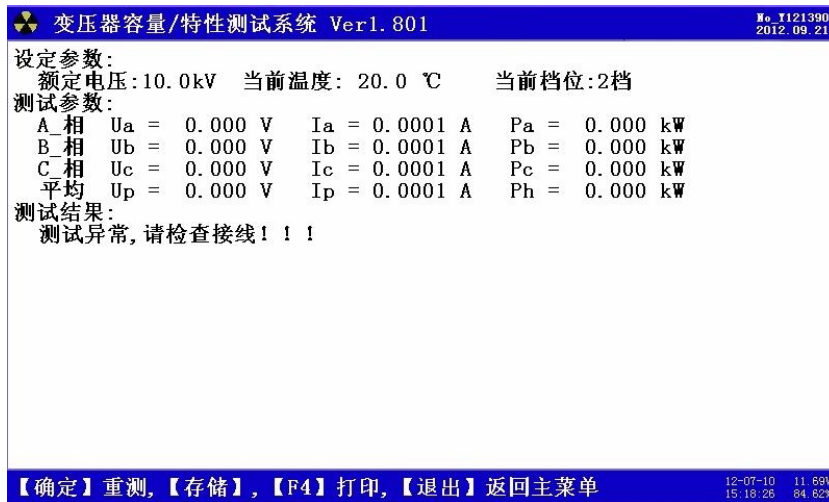 变压器容量/特性测试系统 Ver1.801
No_T121390
2012.09.21
设定参数:
额定电压:10.0kV 当前温度: 20.0 ℃ 当前档位:2档
测试参数:
A_相 Ua = 0.000 V Ia = 0.0001 A Pa = 0.000 kW
B_相 Ub = 0.000 V Ib = 0.0001 A Pb = 0.000 kW
C_相 Uc = 0.000 V Ic = 0.0001 A Pc = 0.000 kW
平均 Up = 0.000 V Ip = 0.0001 A Ph = 0.000 kW
测试结果:
测试异常,请检查接线!!!
【确定】重测,【存储】,【F4】打印,【退出】返回主菜单
12-07-10 11.69%
15:18:26 84.62%